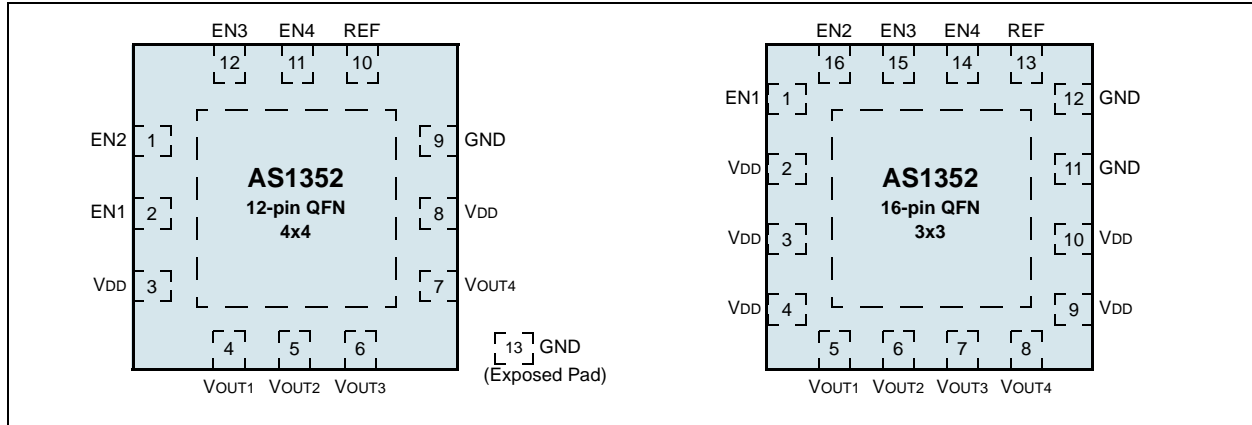 EN3 EN4 REF
12 11 10
EN2 1
9 GND
AS1352
12-pin QFN
4x4
EN1 2
8 VDD
VDD 3
7 VOUT4
4 5 6
VOUT1 VOUT2 VOUT3
13 GND
(Exposed Pad)
EN2 EN3 EN4 REF
16 15 14 13
EN1 1
12 GND
VDD 2
11 GND
AS1352
16-pin QFN
3x3
VDD 3
10 VDD
VDD 4
9 VDD
5 6 7 8
VOUT1 VOUT2 VOUT3 VOUT4